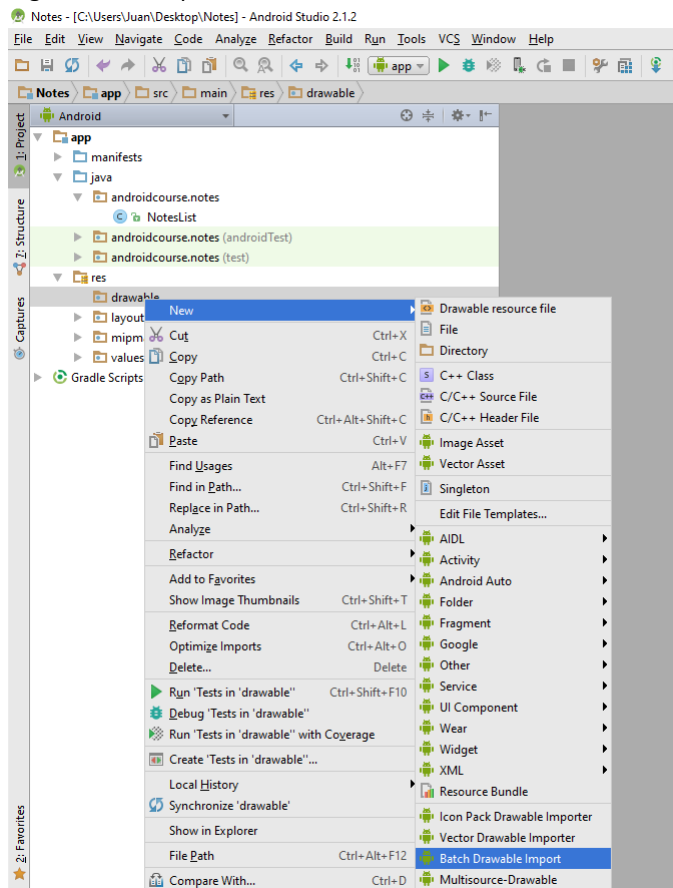 Notes - [C:\Users\Juan\Desktop\Notes] - Android Studio 2.1.2
File Edit View Navigate Code Analyze Refactor Build Run Tools VCS Window Help
app
Notes app src main res drawable
1: Project
Z: Structure
Captures
2: Favorites
Android
app
manifests
java
androidcourse.notes
C NotesList
androidcourse.notes (androidTest)
androidcourse.notes (test)
res
drawable
layout
mipm
values
Gradle Scripts
New
Cut Ctrl+X
Copy Ctrl+C
Copy Path Ctrl+Shift+C
Copy as Plain Text
Copy Reference Ctrl+Alt+Shift+C
Paste Ctrl+V
Find Usages Alt+F7
Find in Path... Ctrl+Shift+F
Replace in Path... Ctrl+Shift+R
Analyze
Refactor
Add to Favorites
Show Image Thumbnails Ctrl+Shift+T
Reformat Code Ctrl+Alt+L
Optimize Imports Ctrl+Alt+O
Delete... Delete
Run 'Tests in 'drawable'' Ctrl+Shift+F10
Debug 'Tests in 'drawable''
Run 'Tests in 'drawable'' with Coverage
Create 'Tests in 'drawable''...
Local History
Synchronize 'drawable'
Show in Explorer
File Path Ctrl+Alt+F12
Compare With... Ctrl+D
Drawable resource file
File
Directory
S C++ Class
C++ C/C++ Source File
h C/C++ Header File
Image Asset
Vector Asset
Singleton
Edit File Templates...
AIDL
Activity
Android Auto
Folder
Fragment
Google
Other
Service
UI Component
Wear
Widget
XML
Resource Bundle
Icon Pack Drawable Importer
Vector Drawable Importer
Batch Drawable Import
Multisource-Drawable